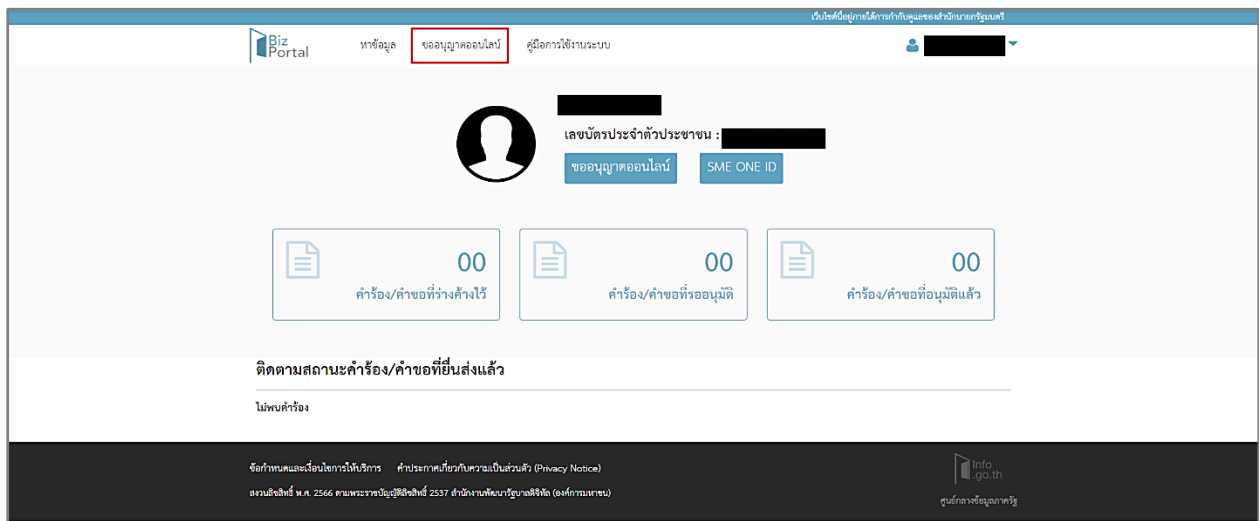 เว็บไซต์นี้อยู่ภายใต้การกำกับดูแลของสำนักนายกรัฐมนตรี
Biz Portal หาข้อมูล ขออนุญาตออนไลน์ คู่มือการใช้งานระบบ
เลขบัตรประจำตัวประชาชน :
ขออนุญาตออนไลน์ SME ONE ID
00 00 00
คำร้อง/คำขอที่ร่างค้างไว้ คำร้อง/คำขอที่รออนุมัติ คำร้อง/คำขอที่อนุมัติแล้ว
ติดตามสถานะคำร้อง/คำขอที่ยื่นส่งแล้ว
ไม่พบคำร้อง
ข้อกำหนดและเงื่อนไขการให้บริการ คำประกาศเกี่ยวกับความเป็นส่วนตัว (Privacy Notice)
Info .go.th
สงวนลิขสิทธิ์ พ.ศ. 2566 ตามพระราชบัญญัติลิขสิทธิ์ 2537 สำนักงานพัฒนารัฐบาลดิจิทัล (องค์การมหาชน)
ศูนย์กลางข้อมูลภาครัฐ